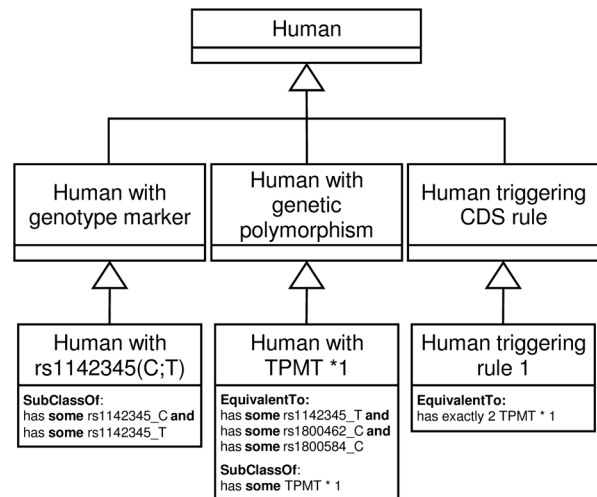 Human
Human with
genotype marker
Human with
genetic
polymorphism
Human triggering
CDS rule
Human with
rs1142345(C;T)
SubClassOf:
has some rs1142345_C and
has some rs1142345_T
Human with
TPMT *1
EquivalentTo:
has some rs1142345_T and
has some rs1800462_C and
has some rs1800584_C
SubClassOf:
has some TPMT * 1
Human triggering
rule 1
EquivalentTo:
has exactly 2 TPMT * 1